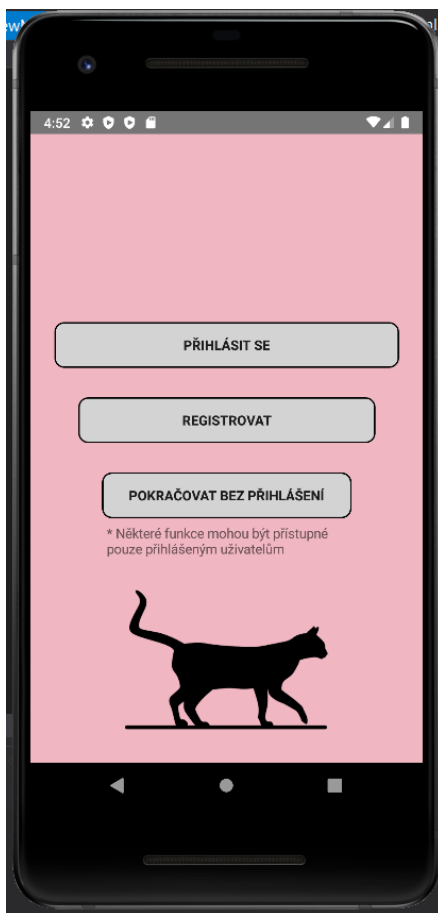 4:52
PŘIHLÁSIT SE
REGISTROVAT
POKRAČOVAT BEZ PŘIHLÁŠENÍ
* Některé funkce mohou být přístupné
pouze přihlášeným uživatelům